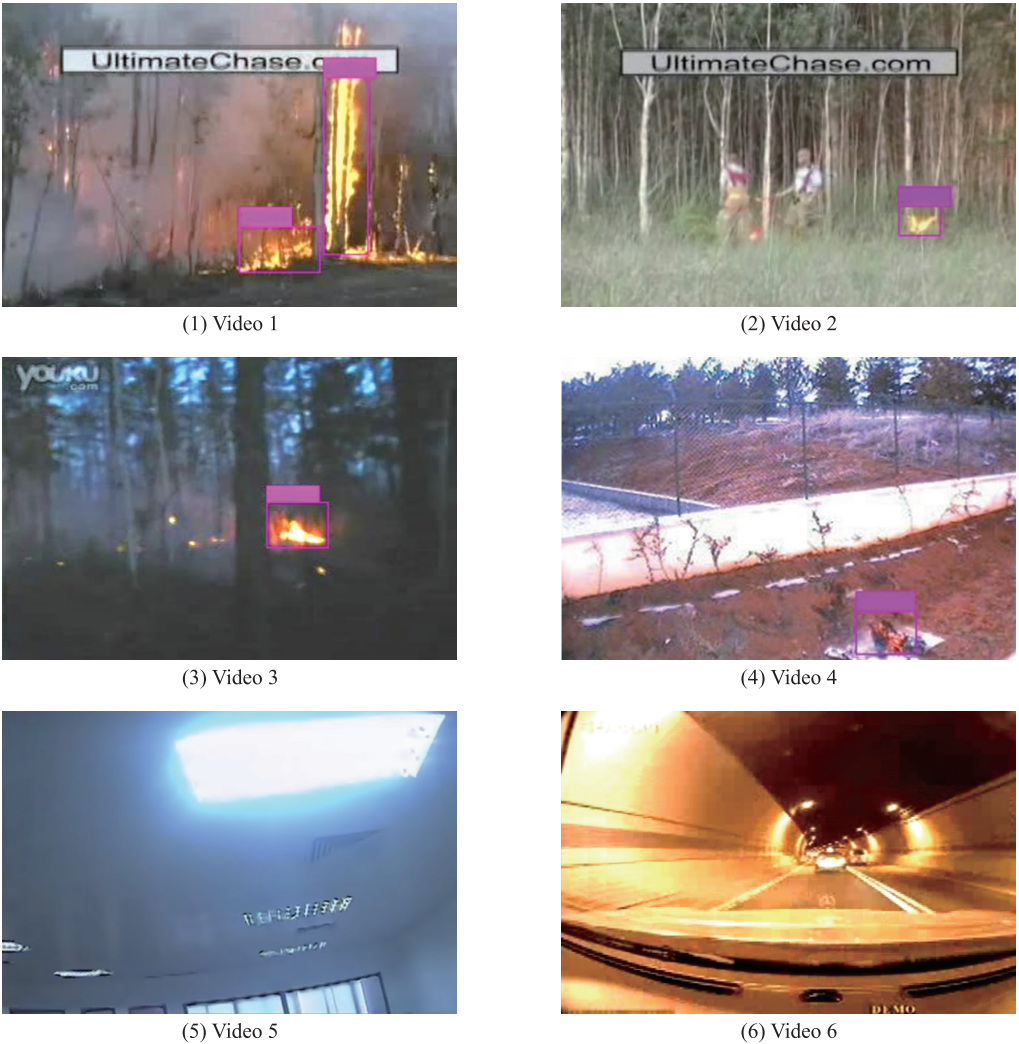 UltimateChase.c
UltimateChase.com
(1) Video 1
(2) Video 2
YOUKU
.com
(3) Video 3
(4) Video 4
(5) Video 5
(6) Video 6
DEMO